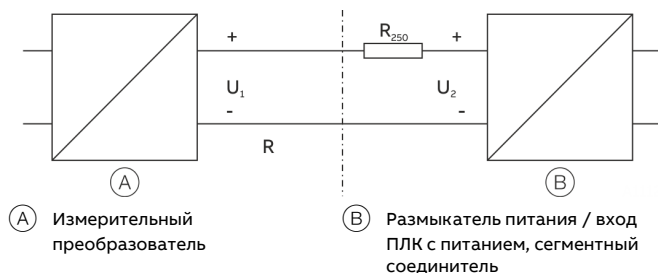 + R₂₅₀ +
U₁ U₂
- -
R
A B
A Измерительный преобразователь
B Размыкатель питания / вход ПЛК с питанием, сегментный соединитель